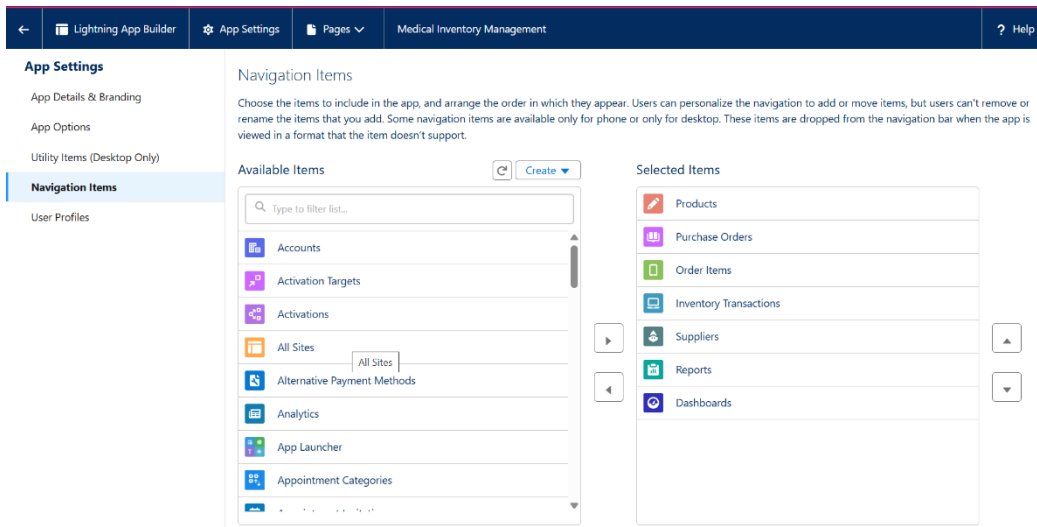 Lightning App Builder
App Settings
Pages
Medical Inventory Management
? Help
App Settings
App Details & Branding
App Options
Utility Items (Desktop Only)
Navigation Items
User Profiles
Navigation Items
Choose the items to include in the app, and arrange the order in which they appear. Users can personalize the navigation to add or move items, but users can't remove or
rename the items that you add. Some navigation items are available only for phone or only for desktop. These items are dropped from the navigation bar when the app is
viewed in a format that the item doesn't support.
Available Items
Create
Type to filter list...
Accounts
Activation Targets
Activations
All Sites
All Sites
Alternative Payment Methods
Analytics
App Launcher
Appointment Categories
Selected Items
Products
Purchase Orders
Order Items
Inventory Transactions
Suppliers
Reports
Dashboards